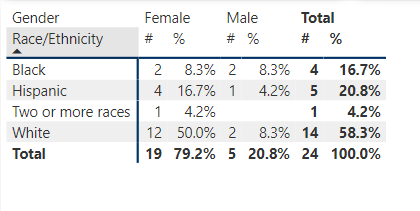 Gender Female Male Total
Race/Ethnicity # % # % # %
Black 2 8.3% 2 8.3% 4 16.7%
Hispanic 4 16.7% 1 4.2% 5 20.8%
Two or more races 1 4.2% 1 4.2%
White 12 50.0% 2 8.3% 14 58.3%
Total 19 79.2% 5 20.8% 24 100.0%